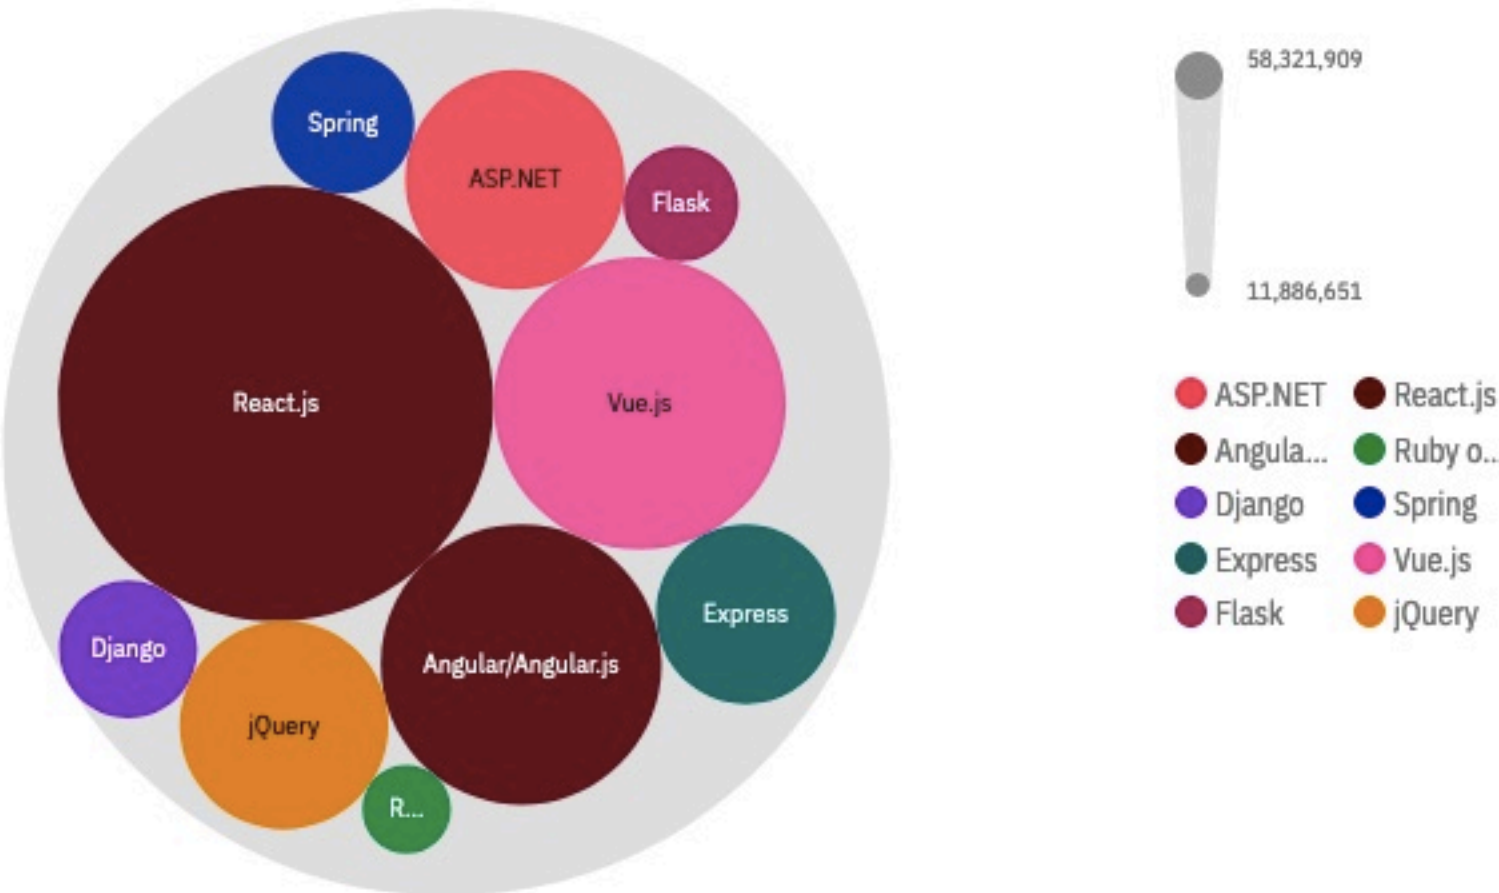 Spring
ASP.NET
Flask
React.js
Vue.js
Express
Django
Angular/Angular.js
jQuery
R...
58,321,909
11,886,651
ASP.NET
React.js
Angula...
Ruby o...
Django
Spring
Express
Vue.js
Flask
jQuery